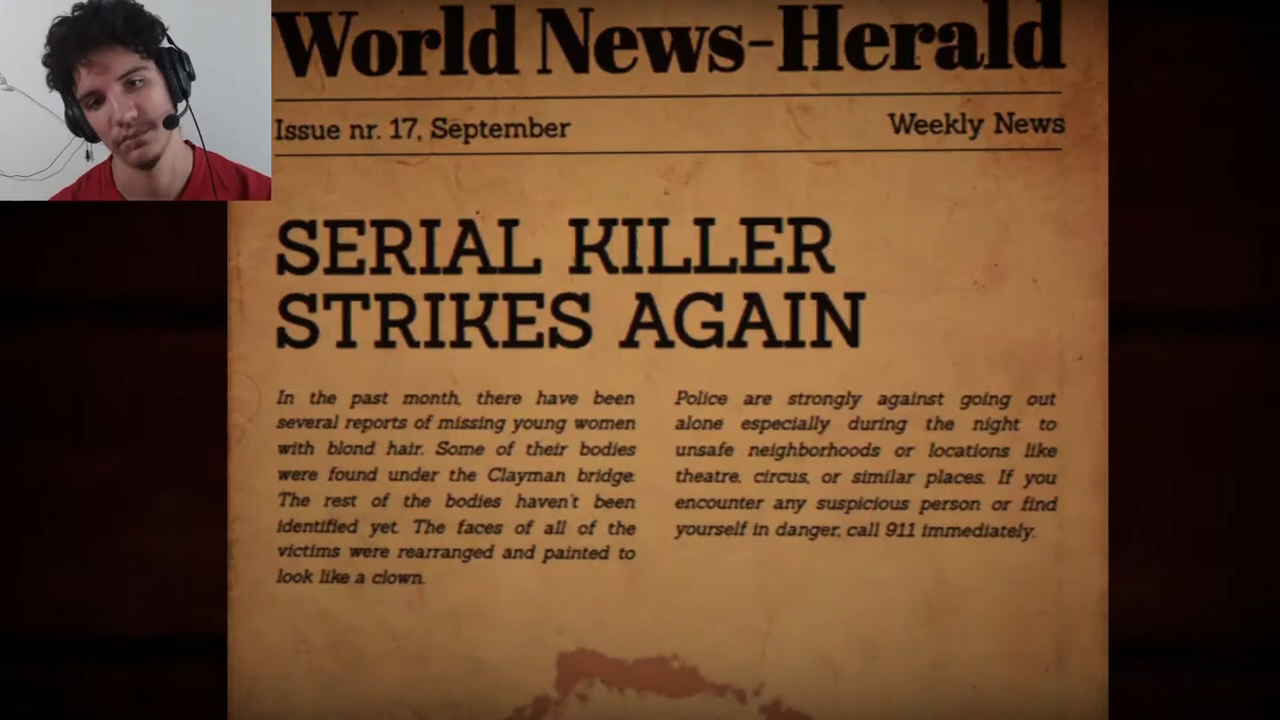 World News-Herald
Issue nr. 17, September
Weekly News
SERIAL KILLER
STRIKES AGAIN
In the past month, there have been
several reports of missing young women
with blond hair. Some of their bodies
were found under the Clayman bridge.
The rest of the bodies haven't been
identified yet. The faces of all of the
victims were rearranged and painted to
look like a clown.
Police are strongly against going out
alone especially during the night to
unsafe neighborhoods or locations like
theatre, circus, or similar places. If you
encounter any suspicious person or find
yourself in danger, call 911 immediately.